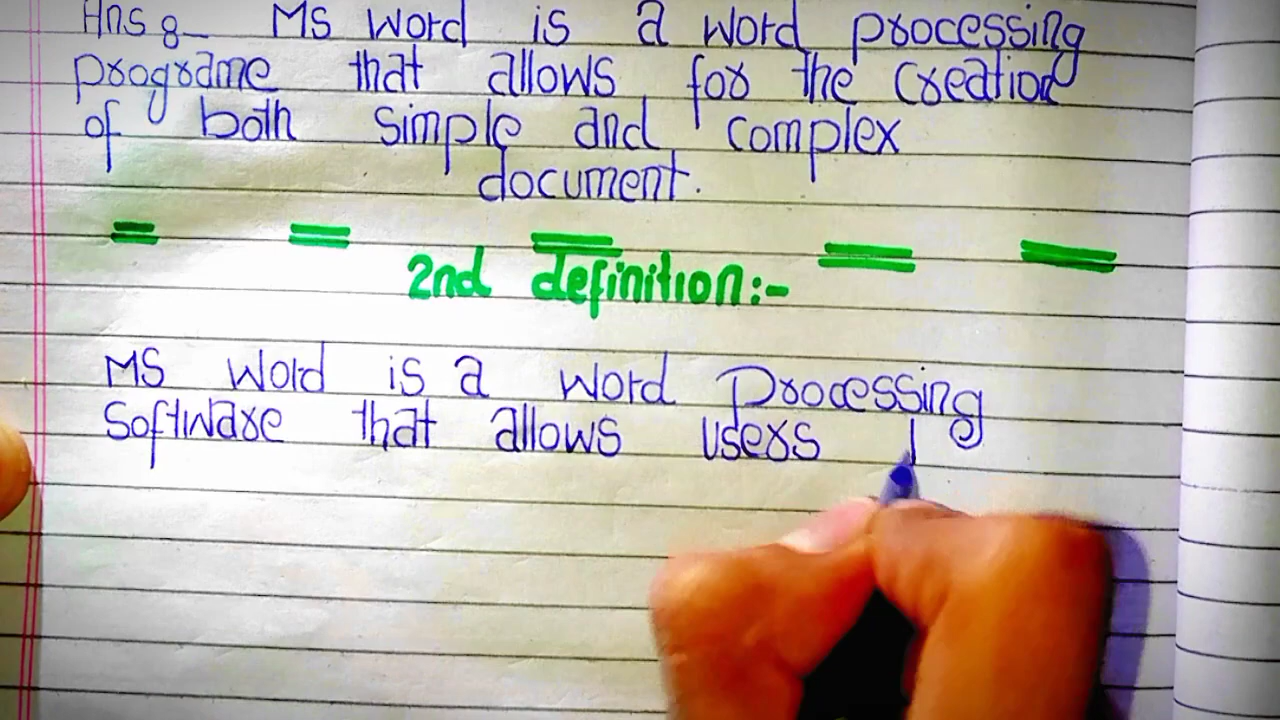 Ans 8- MS word is a word processing
programe that allows for the creation
of both simple and complex
document.
2nd definition:-
MS Word is a word Processing
Software that allows users